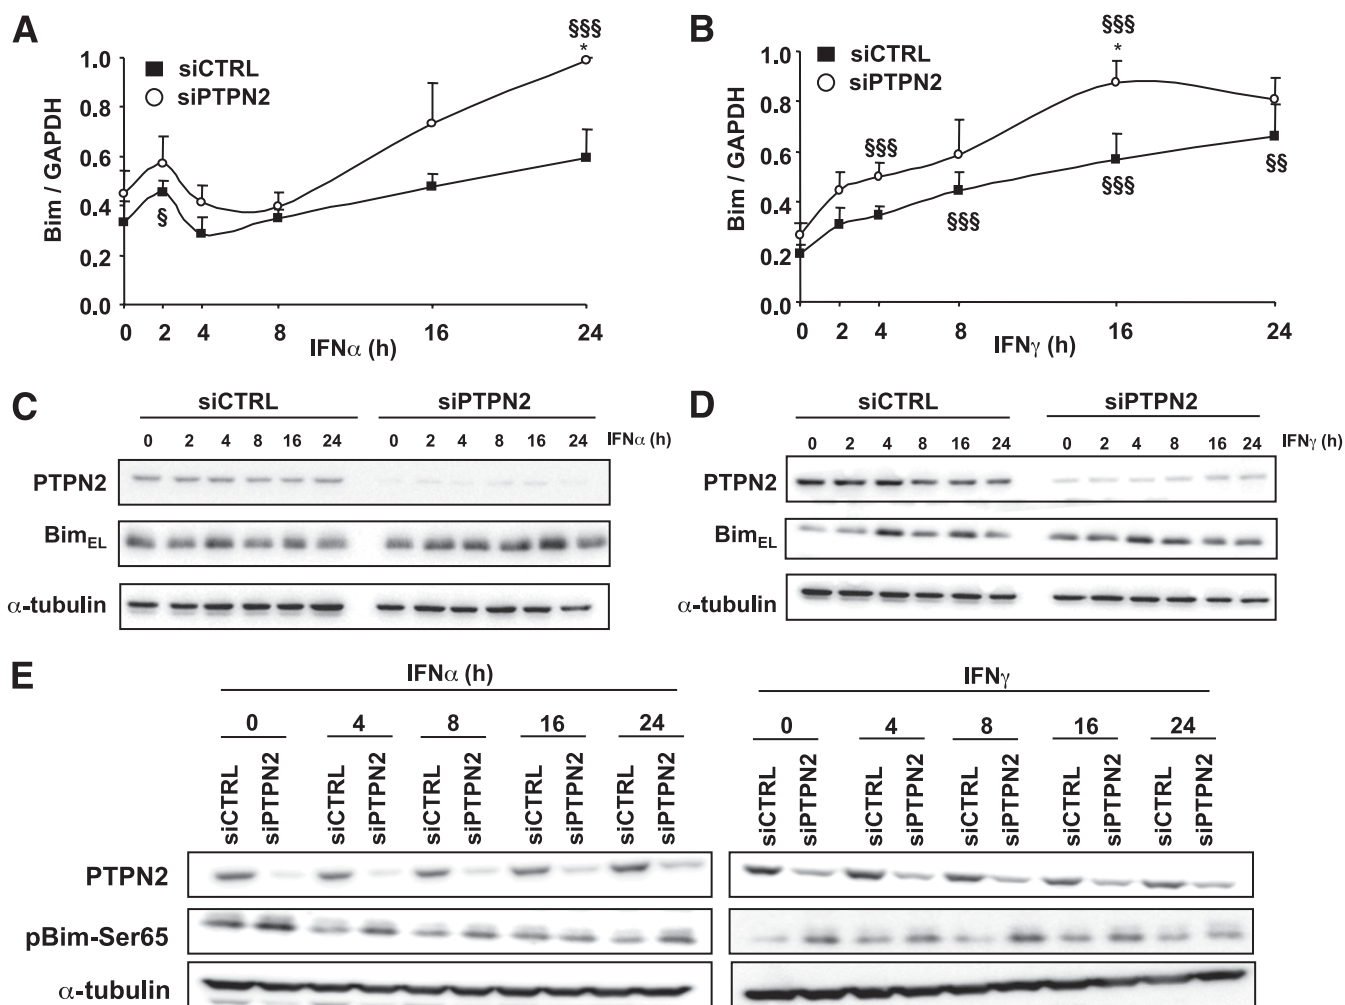 A
§§§
*
1.0
siCTRL
siPTPN2
0.8
0.6
0.4
0.2
0.0
Bim / GAPDH
§
0 2 4 8 16 24
IFNα (h)
B
§§§
*
1.0
siCTRL
siPTPN2
0.8
0.6
0.4
0.2
0.0
Bim / GAPDH
§§§
§§§
§§§
§§
0 2 4 8 16 24
IFNγ (h)
C
siCTRL siPTPN2
0 2 4 8 16 24 0 2 4 8 16 24 IFNα (h)
PTPN2
BimEL
α-tubulin
D
siCTRL siPTPN2
0 2 4 8 16 24 0 2 4 8 16 24 IFNγ (h)
PTPN2
BimEL
α-tubulin
E
IFNα (h) IFNγ
0 4 8 16 24 0 4 8 16 24
siCTRL siPTPN2 siCTRL siPTPN2 siCTRL siPTPN2 siCTRL siPTPN2 siCTRL siPTPN2 siCTRL siPTPN2 siCTRL siPTPN2 siCTRL siPTPN2 siCTRL siPTPN2 siCTRL siPTPN2
PTPN2
pBim-Ser65
α-tubulin